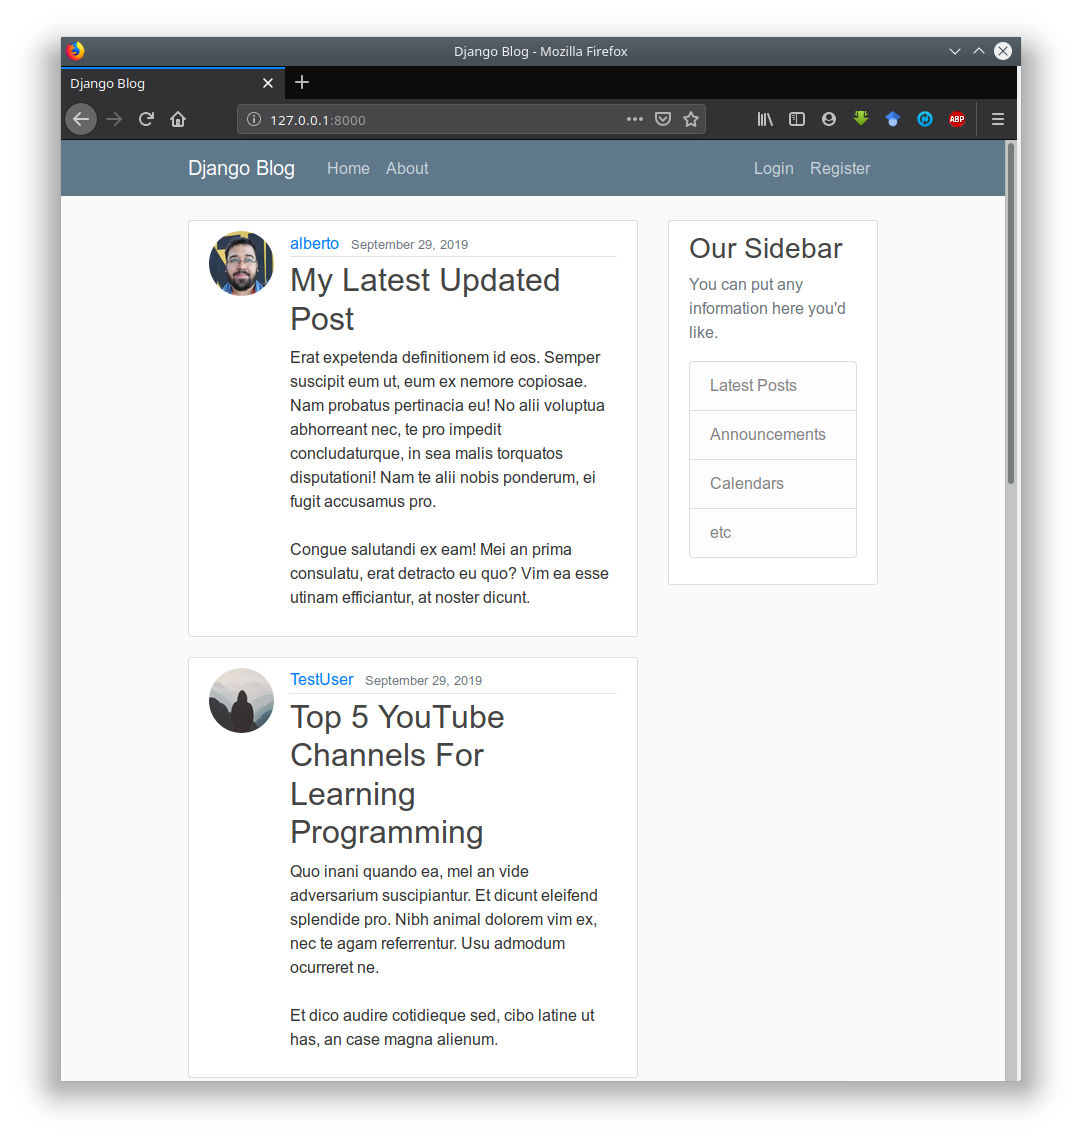 Django Blog - Mozilla Firefox
Django Blog
127.0.0.1:8000
ABP
Django Blog Home About Login Register
alberto September 29, 2019
My Latest Updated
Post
Erat expetenda definitionem id eos. Semper
suscipit eum ut, eum ex nemore copiosae.
Nam probatus pertinacia eu! No alii voluptua
abhorreant nec, te pro impedit
concludaturque, in sea malis torquatos
disputationi! Nam te alii nobis ponderum, ei
fugit accusamus pro.
Congue salutandi ex eam! Mei an prima
consulatu, erat detracto eu quo? Vim ea esse
utinam efficiantur, at noster dicunt.
TestUser September 29, 2019
Top 5 YouTube
Channels For
Learning
Programming
Quo inani quando ea, mel an vide
adversarium suscipiantur. Et dicunt eleifend
splendide pro. Nibh animal dolorem vim ex,
nec te agam referrentur. Usu admodum
ocurreret ne.
Et dico audire cotidieque sed, cibo latine ut
has, an case magna alienum.
Our Sidebar
You can put any
information here you'd
like.
Latest Posts
Announcements
Calendars
etc